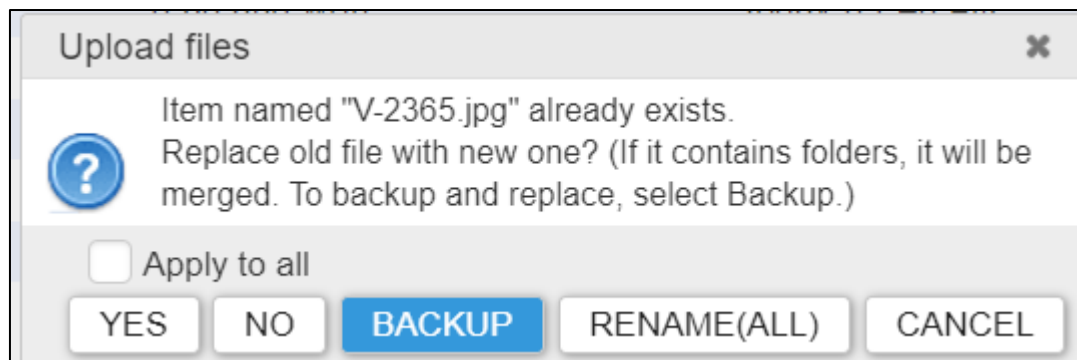 Upload files
Item named "V-2365.jpg" already exists.
Replace old file with new one? (If it contains folders, it will be
merged. To backup and replace, select Backup.)
Apply to all
YES NO BACKUP RENAME(ALL) CANCEL